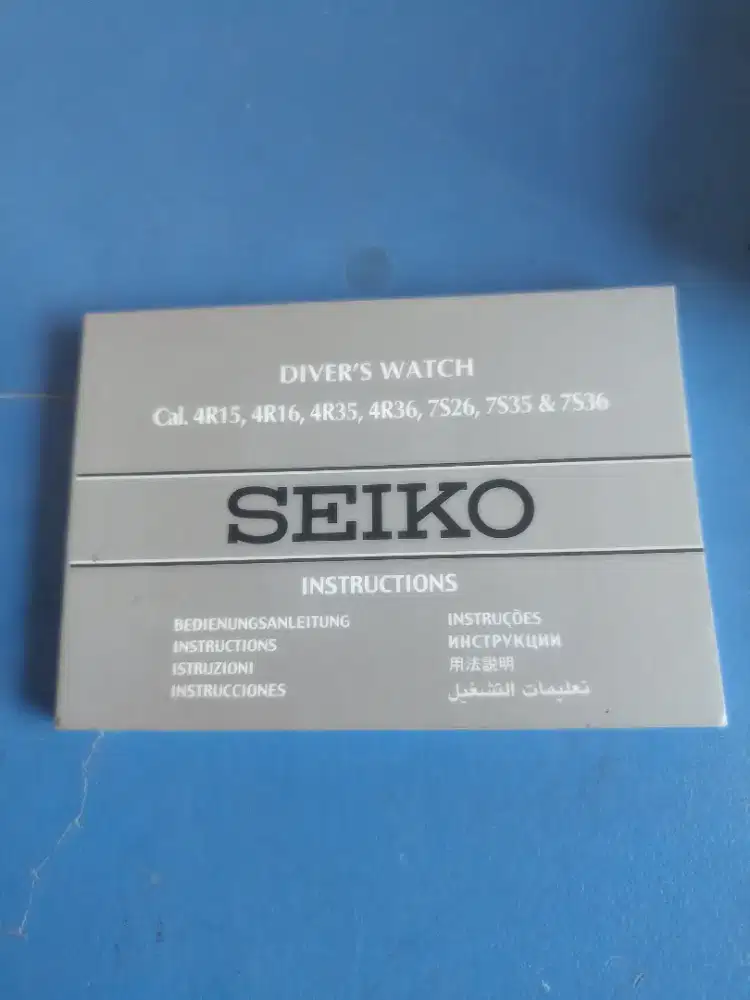 DIVER'S WATCH
Cal. 4R15, 4R16, 4R35, 4R36, 7S26, 7S35 & 7S36
SEIKO
INSTRUCTIONS
BEDIENUNGSANLEITUNG
INSTRUCTIONS
ISTRUZIONI
INSTRUCCIONES
INSTRUÇÕES
ИНСТРУКЦИИ
用法説明
تعليمات التشغيل